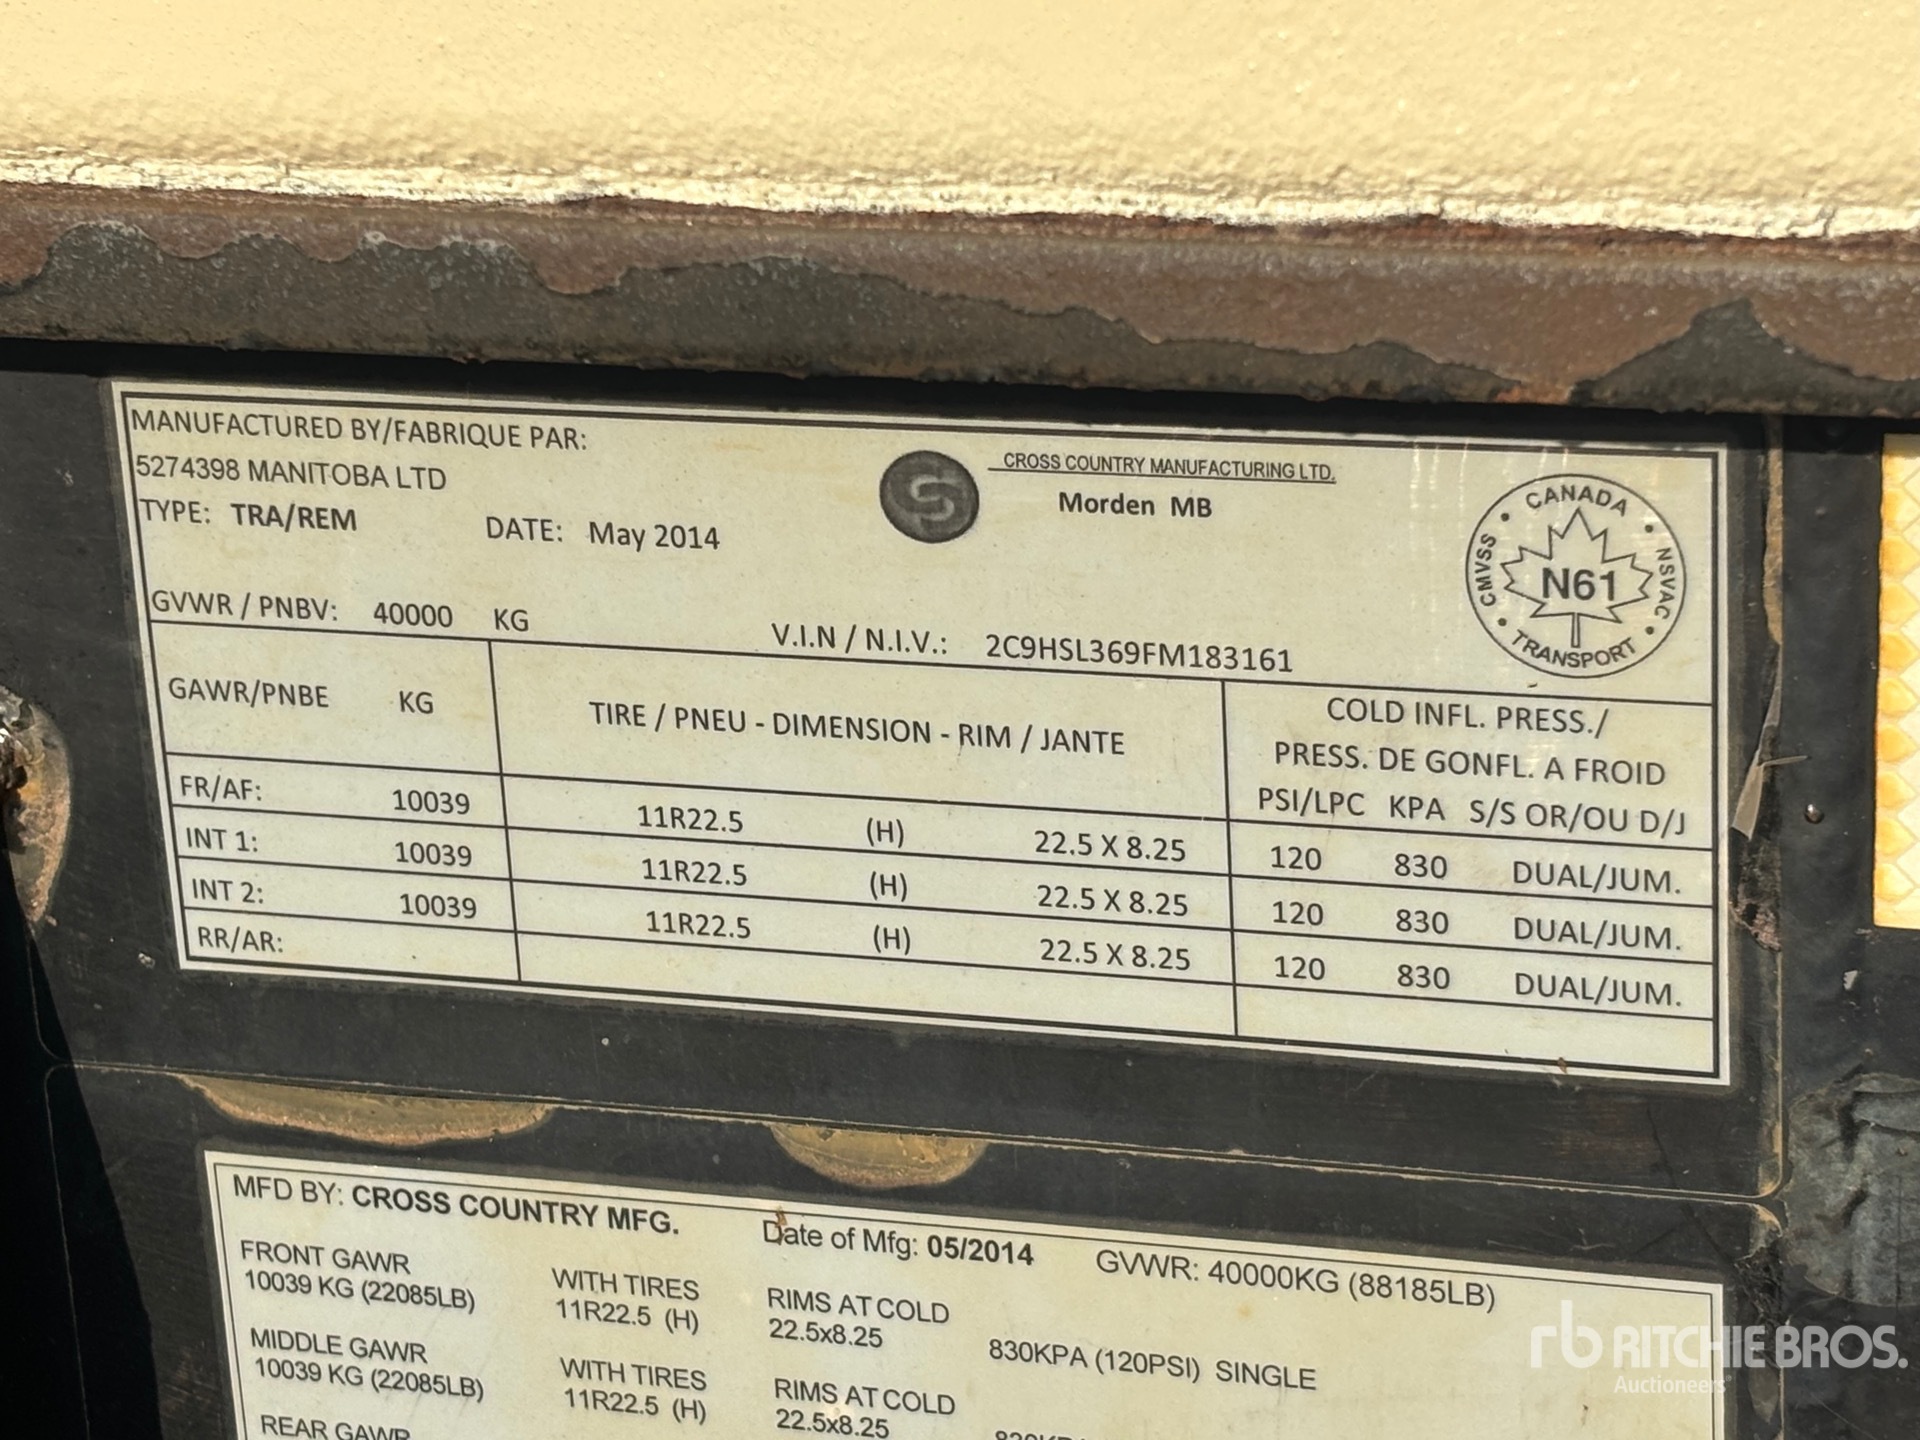 MANUFACTURED BY/FABRIQUE PAR:
5274398 MANITOBA LTD
TYPE: TRA/REM DATE: May 2014
CROSS COUNTRY MANUFACTURING LTD.
Morden MB
CANADA
CMVSS N61 NSVAC
TRANSPORT
GVWR / PNBV: 40000 KG V.I.N / N.I.V.: 2C9HSL369FM183161
GAWR/PNBE KG TIRE / PNEU - DIMENSION - RIM / JANTE COLD INFL. PRESS./
PRESS. DE GONFL. A FROID
PSI/LPC KPA S/S OR/OU D/J
FR/AF: 10039 11R22.5 (H) 22.5 X 8.25 120 830 DUAL/JUM.
INT 1: 10039 11R22.5 (H) 22.5 X 8.25 120 830 DUAL/JUM.
INT 2: 10039 11R22.5 (H) 22.5 X 8.25 120 830 DUAL/JUM.
RR/AR:
MFD BY: CROSS COUNTRY MFG. Date of Mfg: 05/2014 GVWR: 40000KG (88185LB)
FRONT GAWR WITH TIRES RIMS AT COLD
10039 KG (22085LB) 11R22.5 (H) 22.5x8.25 830KPA (120PSI) SINGLE
MIDDLE GAWR WITH TIRES RIMS AT COLD
10039 KG (22085LB) 11R22.5 (H) 22.5x8.25
REAR GAWR
rb RITCHIE BROS.
Auctioneers